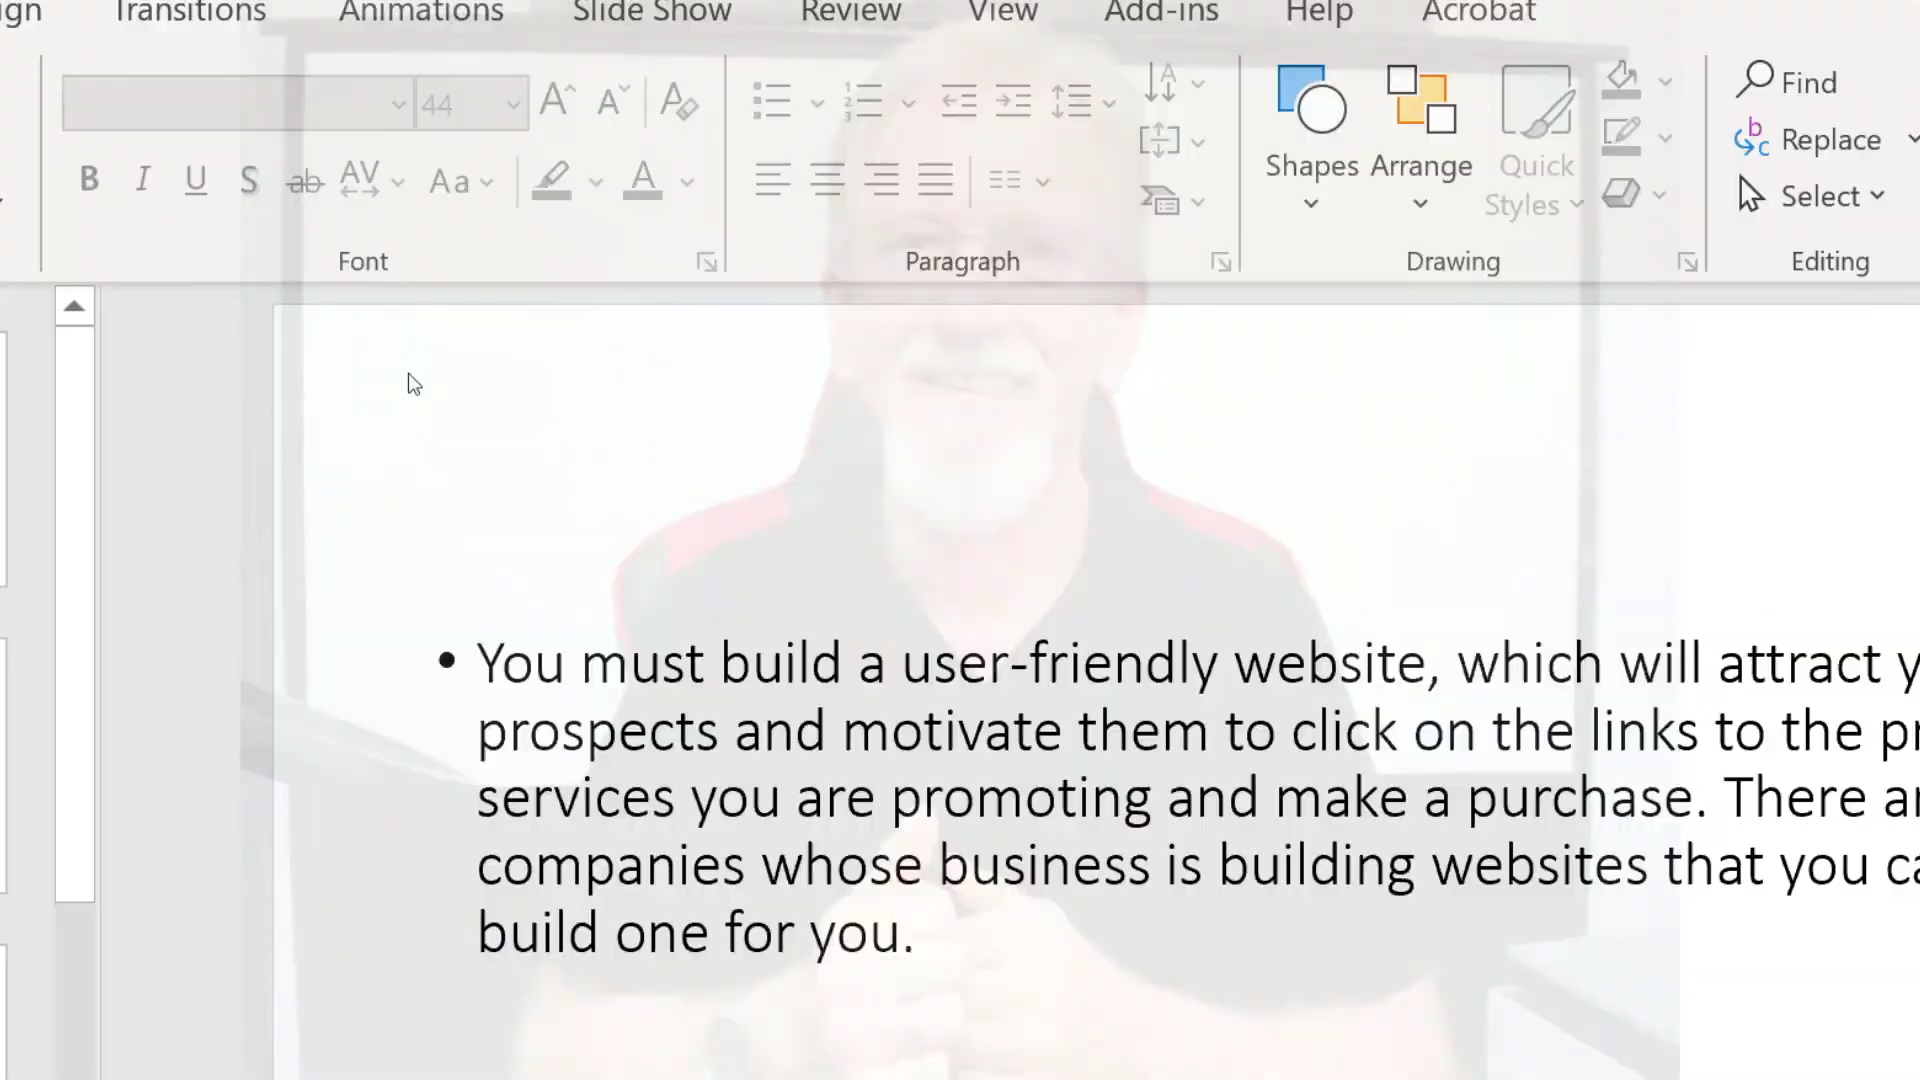 Transitions Animations Slide Show Review View Add-ins Help Acrobat
44
Find
Replace
Select
B I U S ab AV Aa A
Shapes Arrange Quick Styles
Font Paragraph Drawing Editing
• You must build a user-friendly website, which will attract
prospects and motivate them to click on the links to the
services you are promoting and make a purchase. There
companies whose business is building websites that you
build one for you.